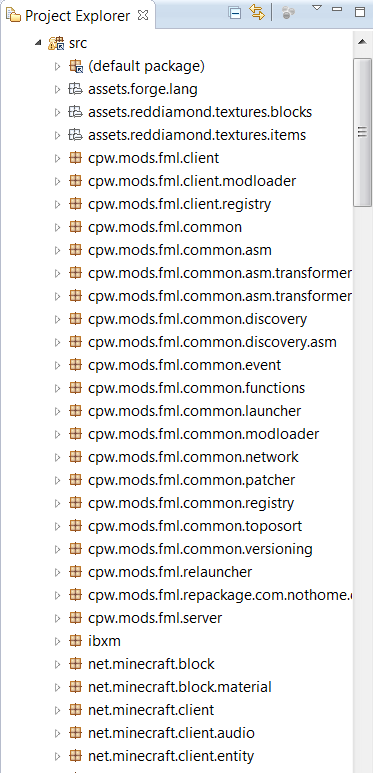 Project Explorer
src
(default package)
assets.forge.lang
assets.reddiamond.textures.blocks
assets.reddiamond.textures.items
cpw.mods.fml.client
cpw.mods.fml.client.modloader
cpw.mods.fml.client.registry
cpw.mods.fml.common
cpw.mods.fml.common.asm
cpw.mods.fml.common.asm.transformer
cpw.mods.fml.common.asm.transformer
cpw.mods.fml.common.discovery
cpw.mods.fml.common.discovery.asm
cpw.mods.fml.common.event
cpw.mods.fml.common.functions
cpw.mods.fml.common.launcher
cpw.mods.fml.common.modloader
cpw.mods.fml.common.network
cpw.mods.fml.common.patcher
cpw.mods.fml.common.registry
cpw.mods.fml.common.toposort
cpw.mods.fml.common.versioning
cpw.mods.fml.relauncher
cpw.mods.fml.repackage.com.nothome.
cpw.mods.fml.server
ibxm
net.minecraft.block
net.minecraft.block.material
net.minecraft.client
net.minecraft.client.audio
net.minecraft.client.entity